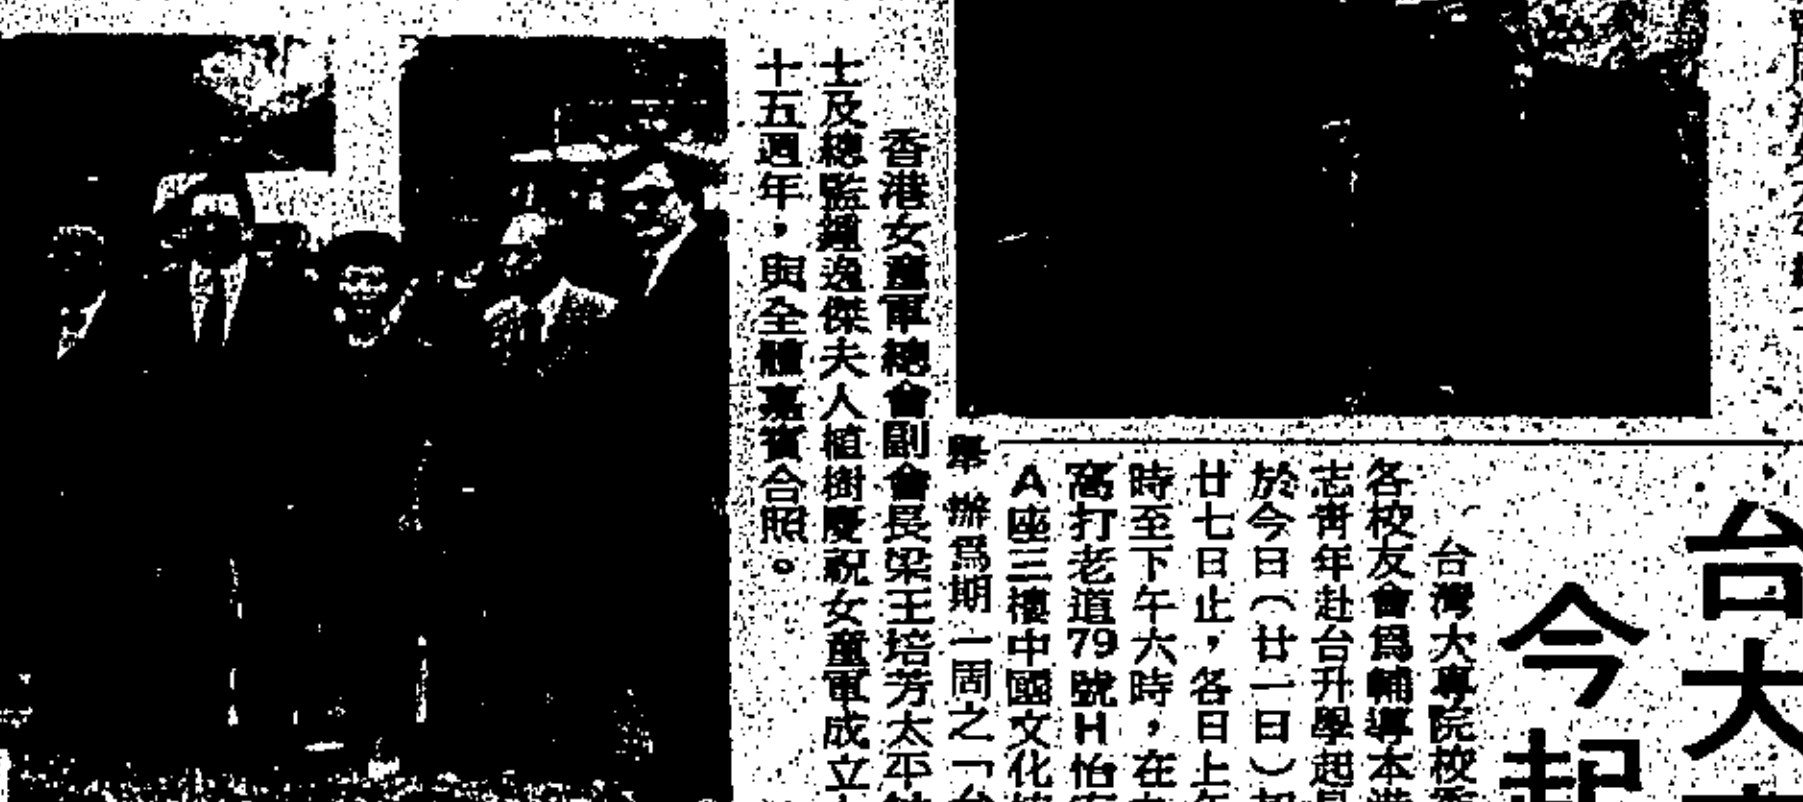 台大
今起
台灣大專院校
各校友會爲輔導本港
志靑年赴台升學起見
於今日（廿一日）起
廿七日止，各日上午
時至下午六時，在
窩打老道79號H怡
A座三樓中國文化
舉辦爲期一周之「台
香港女童軍總會副會長梁王培芳太平紳
士及總監鍾逸傑夫人植樹慶祝女童軍成立
十五週年，與全體嘉賓合照。